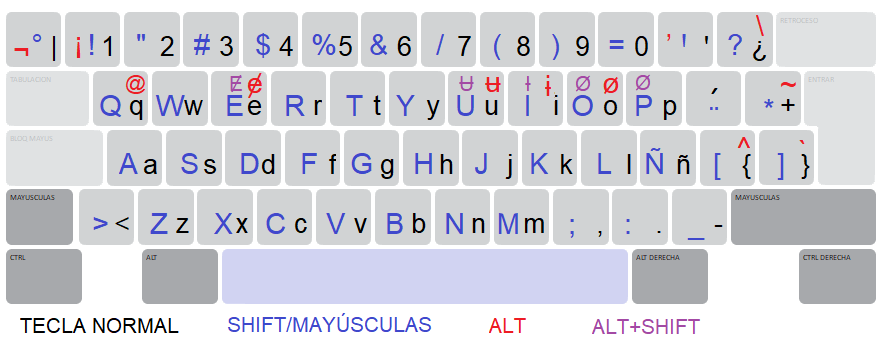 ¬ ° | ¡ ! 1 " 2 # 3 $ 4 % 5 & 6 / 7 ( 8 ) 9 = 0 ’ ' ' ? \ ¿ RETROCESO
TABULACION Q @ q W w E Ɇ ɇ e R r T t Y y U Ʉ ʉ u I Ɨ ɨ i O Ø ø o P Ø p ´ ¨ * ~ + ENTRAR
BLOQ MAYUS A a S s D d F f G g H h J j K k L l Ñ ñ [ ^ { ] ` }
MAYUSCULAS > < Z z X x C c V v B b N n M m ; , : . _ - MAYUSCULAS
CTRL ALT ALT DERECHA CTRL DERECHA
TECLA NORMAL SHIFT/MAYÚSCULAS ALT ALT+SHIFT